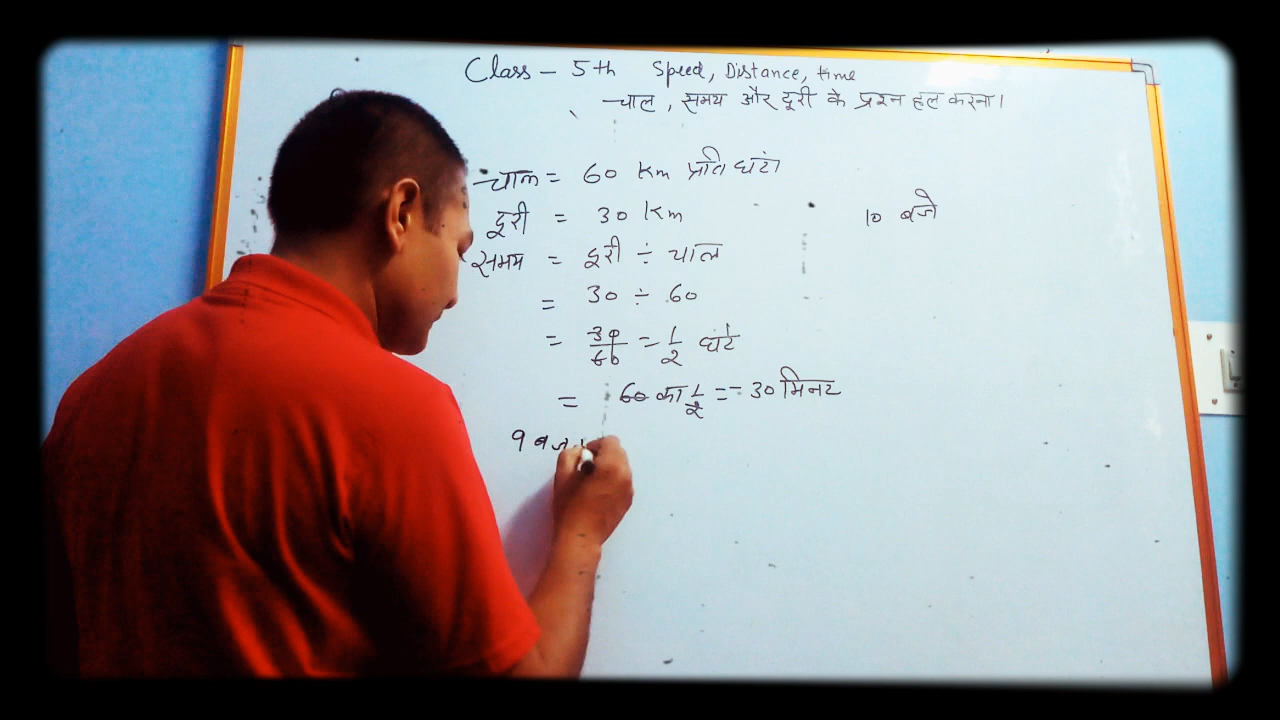 Class - 5th Speed, Distance, time
चाल, समय और दूरी के प्रश्न हल करना।
चाल = 60 Km प्रति घंटा
दूरी = 30 Km
10 बजे
समय = दूरी ÷ चाल
= 30 ÷ 60
= 30/60 = 1/2 घंटे
= 60 का 1/2 = = 30 मिनट
9 बज